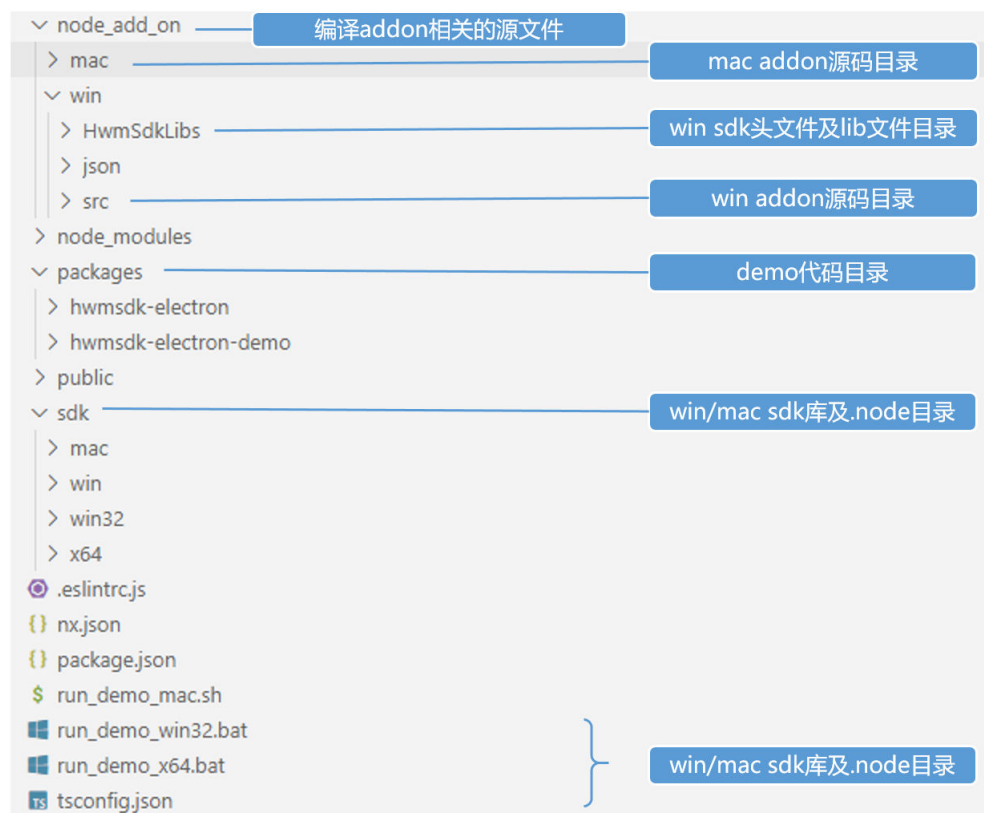 node_add_on 编译addon相关的源文件
mac mac addon源码目录
win
HwmSdkLibs win sdk头文件及lib文件目录
json
src win addon源码目录
node_modules
packages demo代码目录
hwmsdk-electron
hwmsdk-electron-demo
public
sdk win/mac sdk库及.node目录
mac
win
win32
x64
.eslintrc.js
{} nx.json
{} package.json
$ run_demo_mac.sh
run_demo_win32.bat
run_demo_x64.bat win/mac sdk库及.node目录
TS tsconfig.json